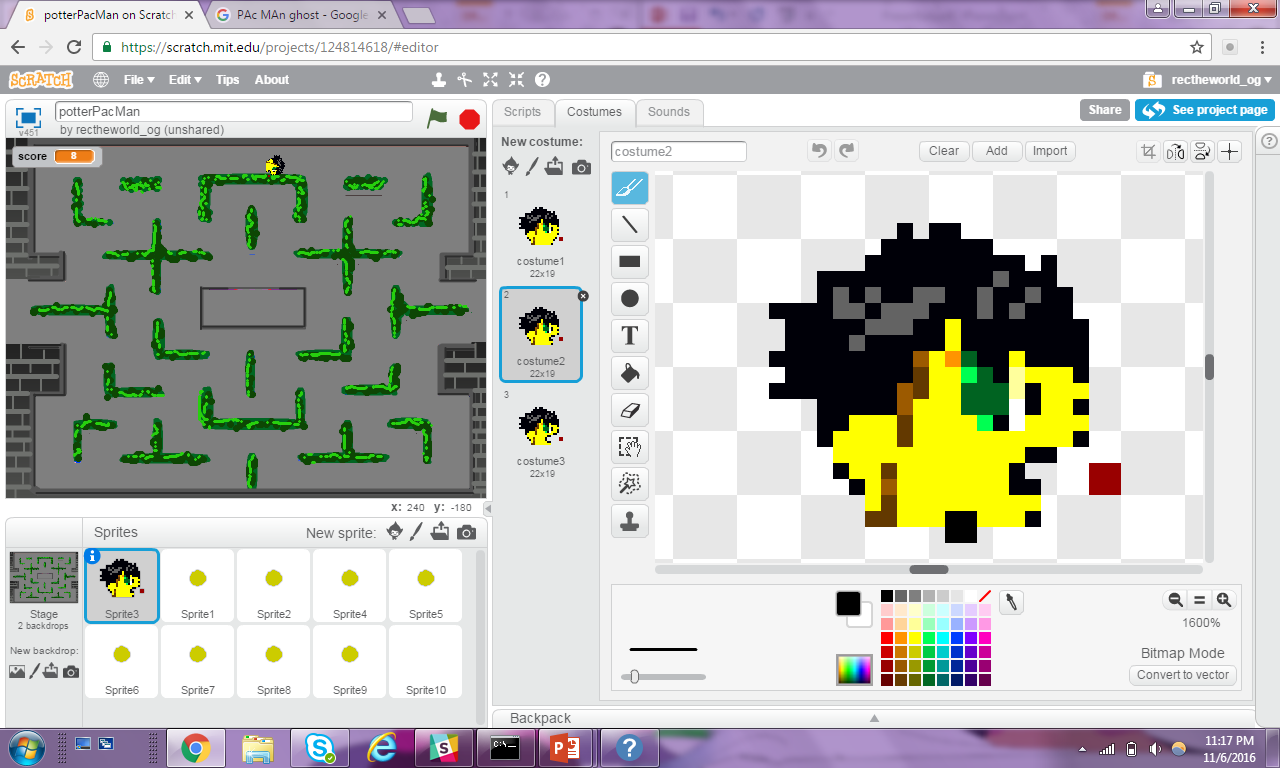 potterPacMan on Scratch
PAc MAn ghost - Google
https://scratch.mit.edu/projects/124814618/#editor
SCRATCH
File
Edit
Tips
About
rectheworld_og
v451
potterPacMan
by rectheworld_og (unshared)
Scripts
Costumes
Sounds
Share
See project page
score
8
New costume:
costume2
Clear
Add
Import
1
costume1
22x19
2
costume2
22x19
3
costume3
22x19
T
x: 240 y: -180
Sprites
New sprite:
Stage
2 backdrops
New backdrop:
Sprite3
Sprite1
Sprite2
Sprite4
Sprite5
Sprite6
Sprite7
Sprite8
Sprite9
Sprite10
1600%
Bitmap Mode
Convert to vector
Backpack
11:17 PM
11/6/2016